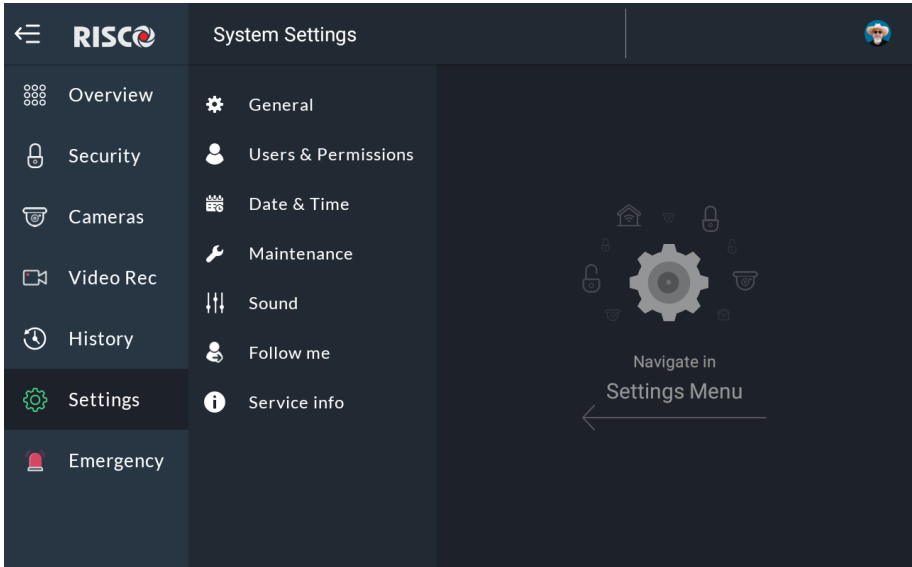 RISCO
System Settings
Overview
Security
Cameras
Video Rec
History
Settings
Emergency
General
Users & Permissions
Date & Time
Maintenance
Sound
Follow me
Service info
Navigate in
Settings Menu